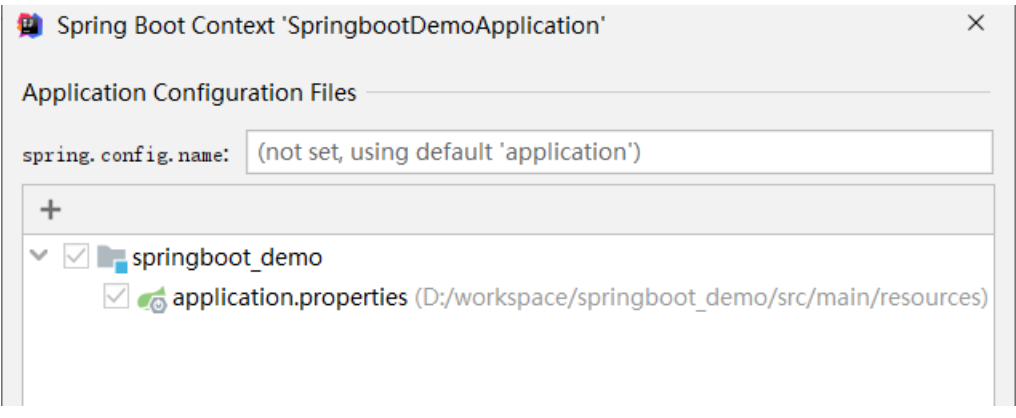 Spring Boot Context 'SpringbootDemoApplication'
Application Configuration Files
spring.config.name: (not set, using default 'application')
springboot_demo
application.properties (D:/workspace/springboot_demo/src/main/resources)